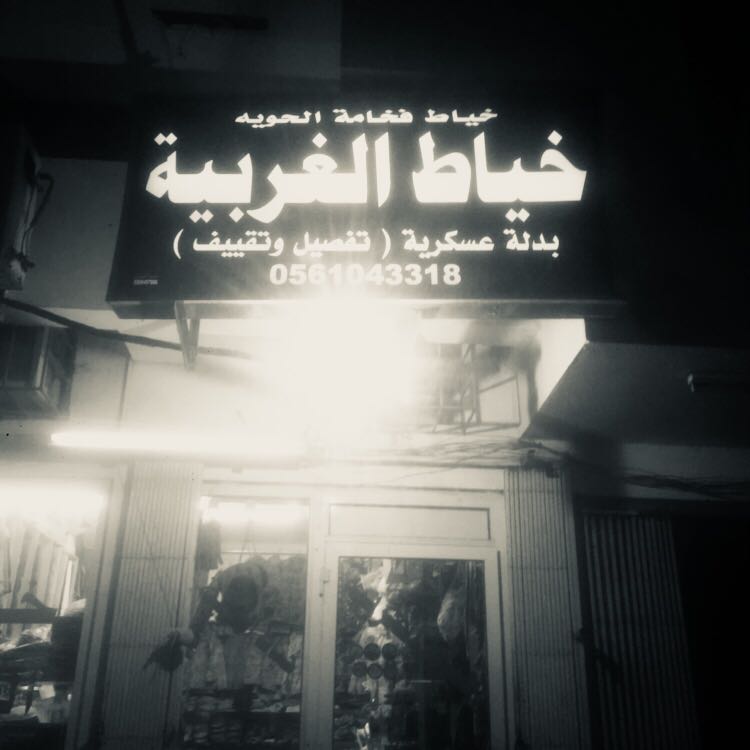 خياط فخامة الحويه
خياط الغربية
بدلة عسكرية ( تفصيل وتقييف )
0561043318